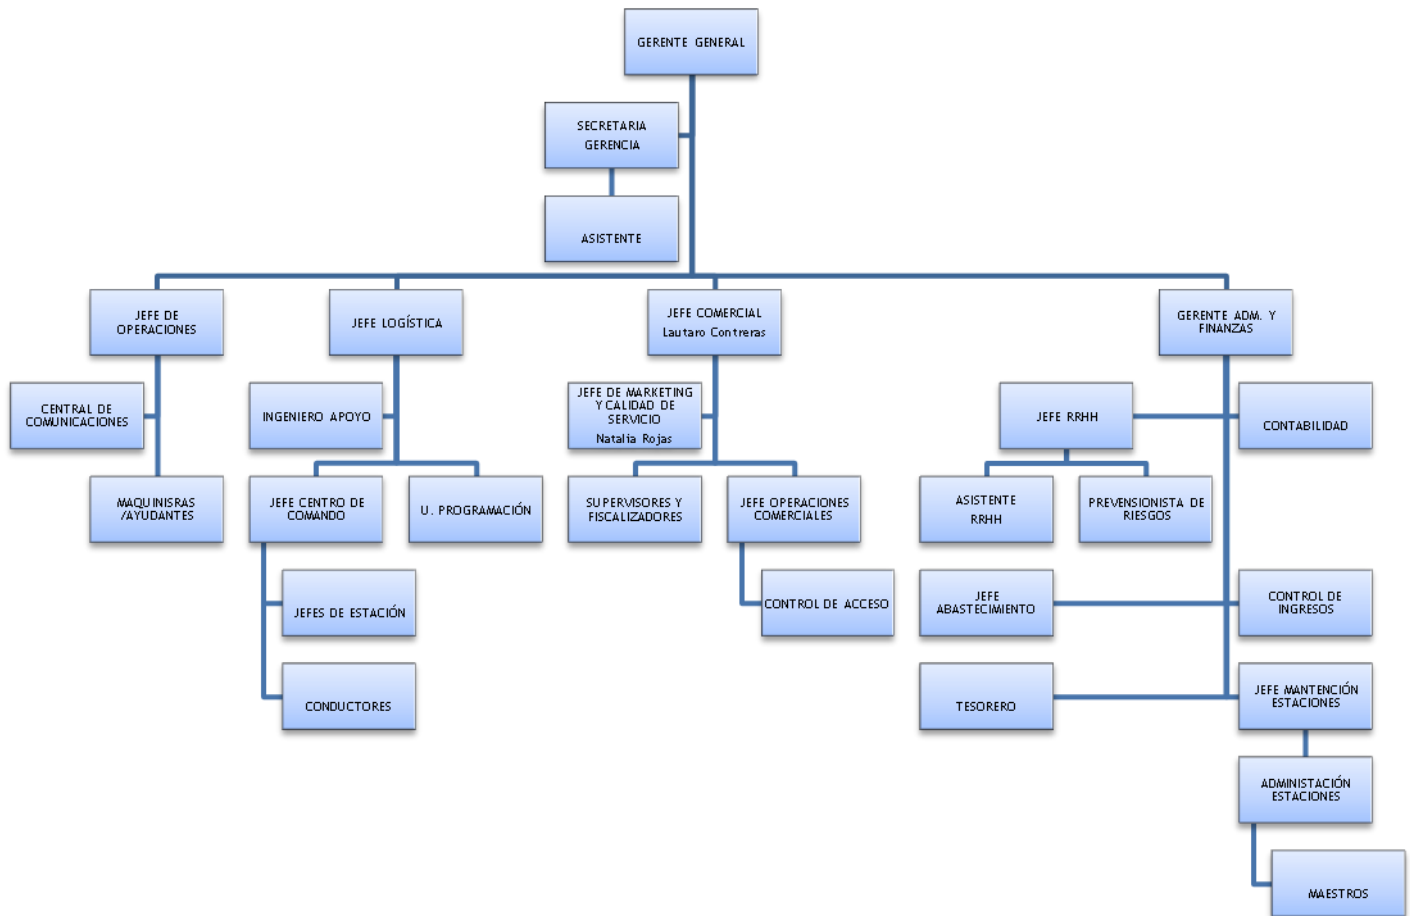 GERENTE GENERAL
SECRETARIA
GERENCIA
ASISTENTE
JEFE DE
OPERACIONES
JEFE LOGÍSTICA
JEFE COMERCIAL
Lautaro Contreras
GERENTE ADM. Y
FINANZAS
CENTRAL DE
COMUNICACIONES
INGENIERO APOYO
JEFE DE MARKETING
Y CALIDAD DE
SERVICIO
Natalia Rojas
JEFE RRHH
CONTABILIDAD
MAQUINISRAS
/AYUDANTES
JEFE CENTRO DE
COMANDO
U. PROGRAMACIÓN
SUPERVISORES Y
FISCALIZADORES
JEFE OPERACIONES
COMERCIALES
ASISTENTE
RRHH
PREVENSIONISTA DE
RIESGOS
JEFES DE ESTACIÓN
CONTROL DE ACCESO
JEFE
ABASTECIMIENTO
CONTROL DE
INGRESOS
CONDUCTORES
TESORERO
JEFE MANTENCIÓN
ESTACIONES
ADMINISTACIÓN
ESTACIONES
MAESTROS